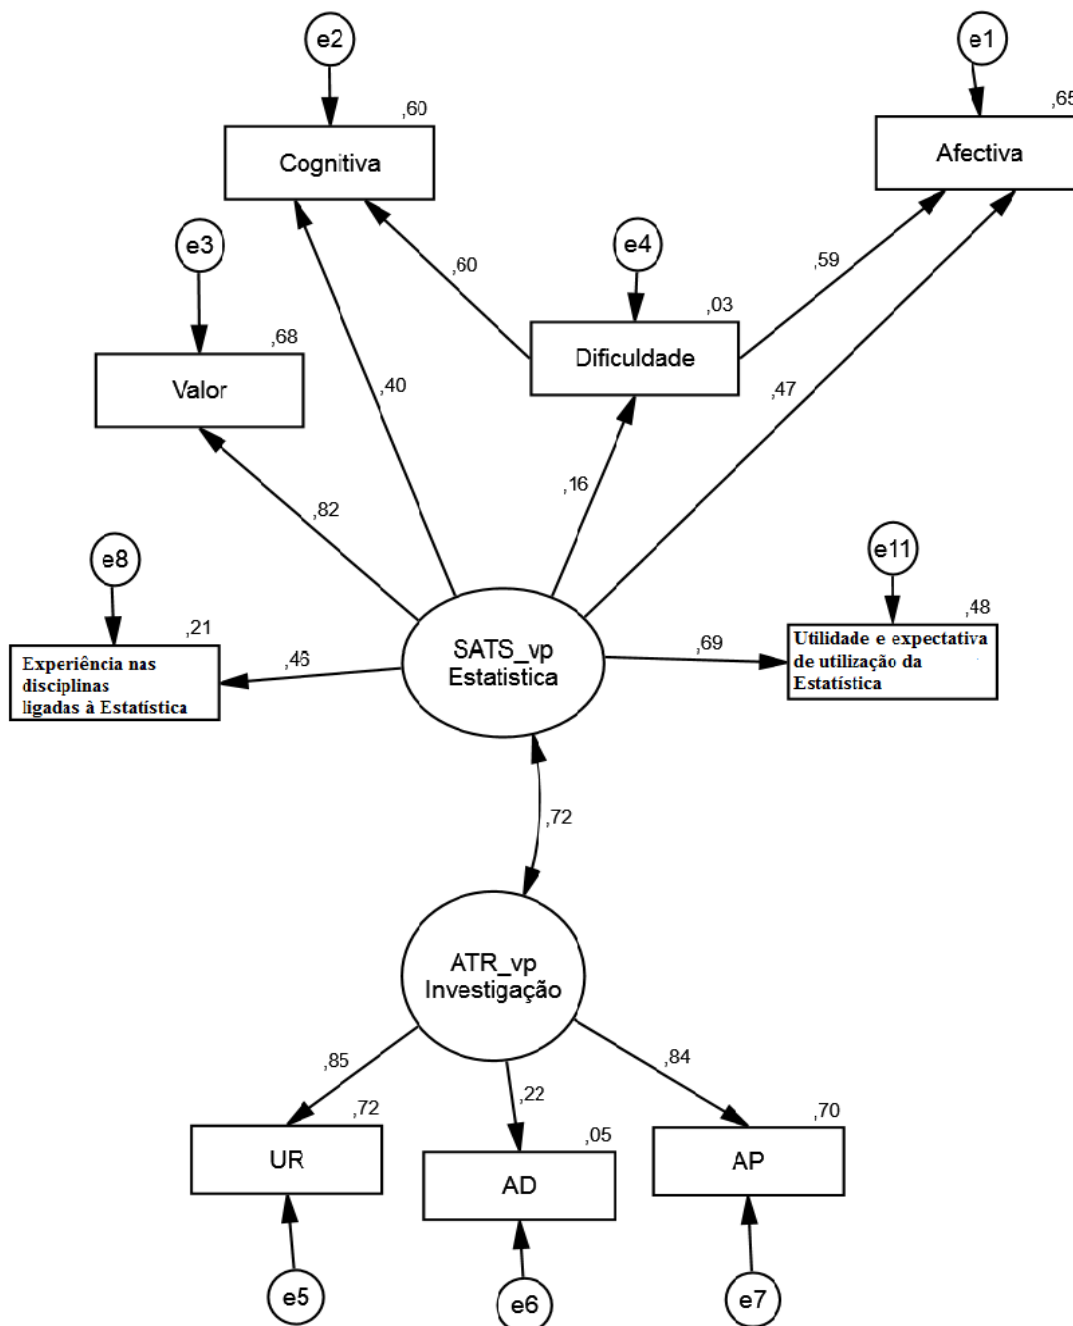 e2
e1
,60
,65
Cognitiva
Afectiva
e3
e4
,60
,59
,03
,68
Dificuldade
Valor
,40
,47
,16
,82
e8
e11
,21
,48
Experiência nas
disciplinas
ligadas à Estatística
,46
SATS_vp
Estatistica
,69
Utilidade e expectativa
de utilização da
Estatística
,72
ATR_vp
Investigação
,85
,22
,84
,72
,05
,70
UR
AD
AP
e5
e6
e7